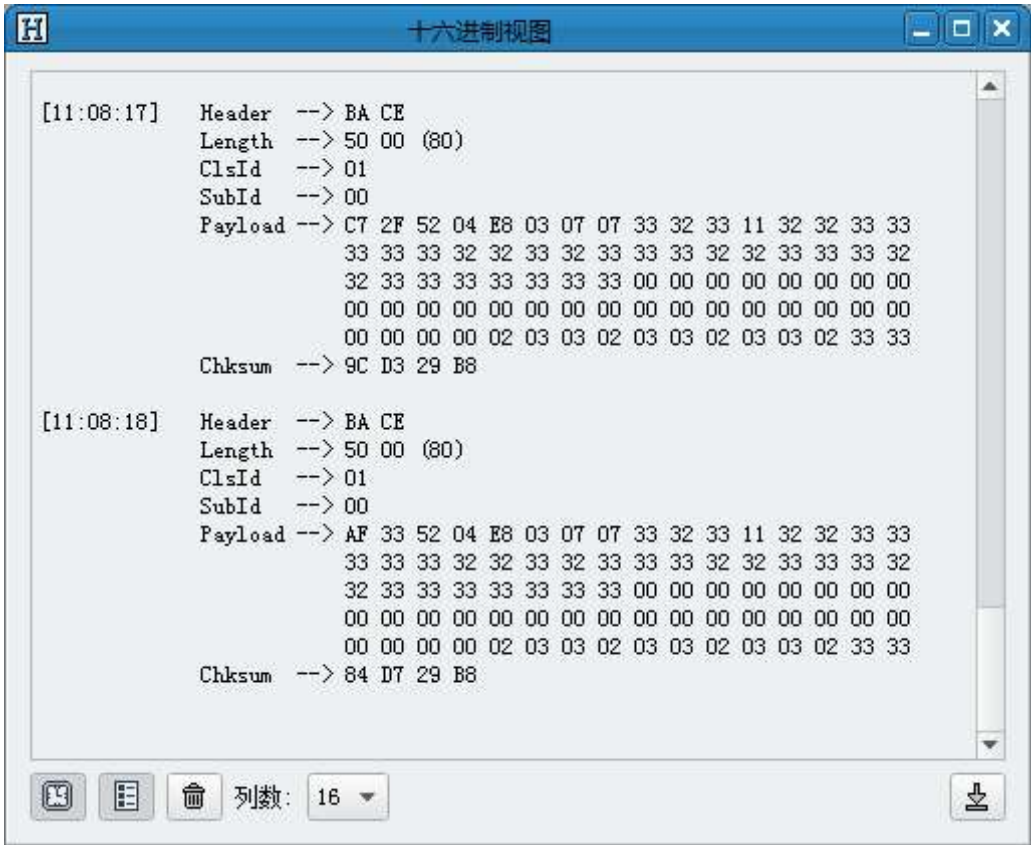 H
十六进制视图
[11:08:17] Header --> BA CE
Length --> 50 00 (80)
ClsId --> 01
SubId --> 00
Payload --> C7 2F 52 04 E8 03 07 07 33 32 33 11 32 32 33 33
33 33 33 32 32 33 32 33 33 33 32 32 33 33 33 32
32 33 33 33 33 33 33 33 00 00 00 00 00 00 00 00
00 00 00 00 00 00 00 00 00 00 00 00 00 00 00 00
00 00 00 00 02 03 03 02 03 03 02 03 03 02 33 33
Chksum --> 9C D3 29 B8
[11:08:18] Header --> BA CE
Length --> 50 00 (80)
ClsId --> 01
SubId --> 00
Payload --> AF 33 52 04 E8 03 07 07 33 32 33 11 32 32 33 33
33 33 33 32 32 33 32 33 33 33 32 32 33 33 33 32
32 33 33 33 33 33 33 33 00 00 00 00 00 00 00 00
00 00 00 00 00 00 00 00 00 00 00 00 00 00 00 00
00 00 00 00 02 03 03 02 03 03 02 03 03 02 33 33
Chksum --> 84 D7 29 B8
列数: 16